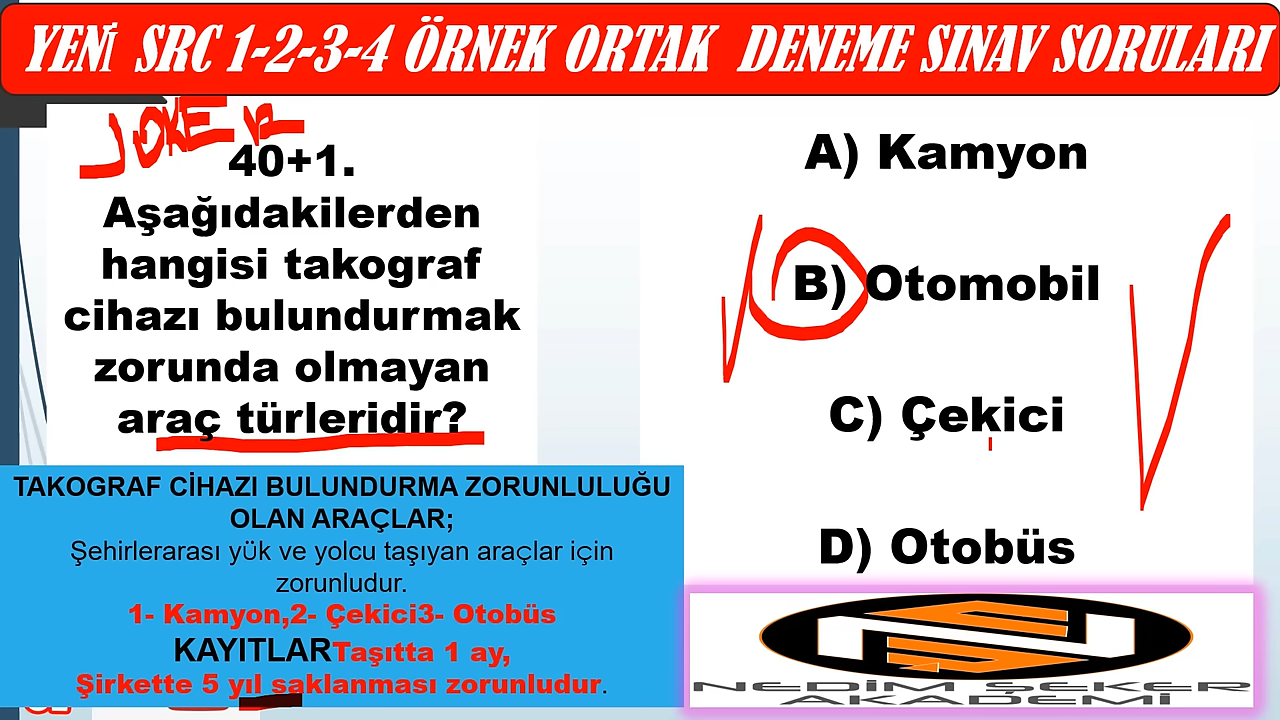 YENİ SRC 1-2-3-4 ÖRNEK ORTAK DENEME SINAV SORULARI
JOKER
40+1.
Aşağıdakilerden
hangisi takograf
cihazı bulundurmak
zorunda olmayan
araç türleridir?
A) Kamyon
B) Otomobil
C) Çekici
D) Otobüs
TAKOGRAF CİHAZI BULUNDURMA ZORUNLULUĞU
OLAN ARAÇLAR;
Şehirlerarası yük ve yolcu taşıyan araçlar için
zorunludur.
1- Kamyon,2- Çekici3- Otobüs
KAYITLARTaşıtta 1 ay,
Şirkette 5 yıl saklanması zorunludur.
NEDİM ŞEKER
AKADEMİ